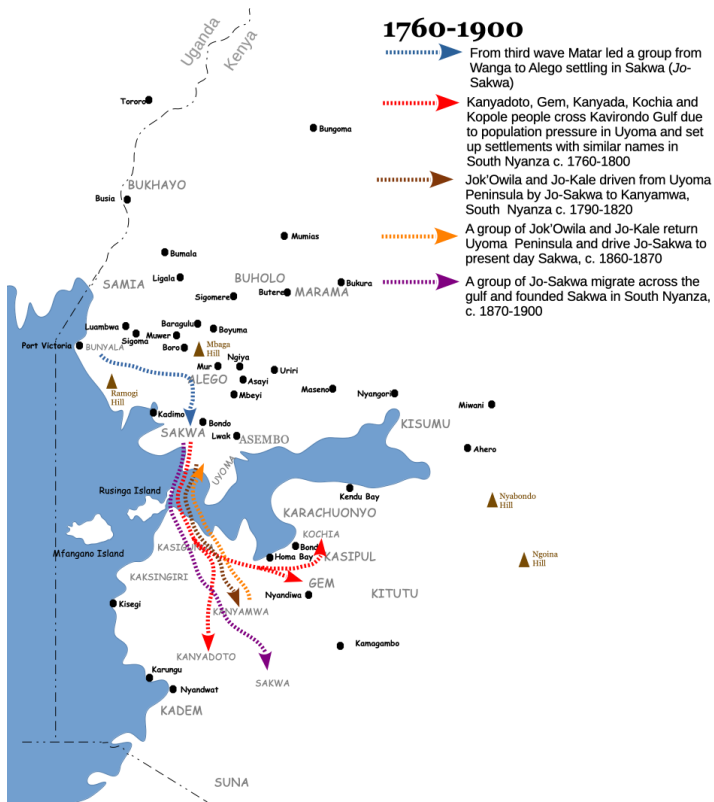 1760-1900
From third wave Matar led a group from
Wanga to Alego settling in Sakwa (Jo-
Sakwa)
Kanyadoto, Gem, Kanyada, Kochia and
Kopole people cross Kavirondo Gulf due
to population pressure in Uyoma and set
up settlements with similar names in
South Nyanza c. 1760-1800
Jok'Owila and Jo-Kale driven from Uyoma
Peninsula by Jo-Sakwa to Kanyamwa,
South Nyanza c. 1790-1820
A group of Jok'Owila and Jo-Kale return
Uyoma Peninsula and drive Jo-Sakwa to
present day Sakwa, c. 1860-1870
A group of Jo-Sakwa migrate across the
gulf and founded Sakwa in South Nyanza,
c. 1870-1900
Uganda
Kenya
Tororo
Bungoma
BUKHAYO
Busia
Mumias
Bumala
Ligala
SAMIA
BUHOLO
Bukura
Sigomere
Butere
MARAMA
Luambwa
Baragulu
Boyuma
Sigoma
Muwer
Port Victoria
BUNYALA
Boro
Mbaga
Hill
Ngiya
Mur
Uriri
ALEGO
Asayi
Ramogi
Hill
Mbeyi
Maseno
Nyangori
Miwani
Kadimo
Bondo
KISUMU
SAKWA
Lwak
ASEMBO
Ahero
UYOMA
Rusinga Island
Kendu Bay
Nyabondo
Hill
KARACHUONYO
KOCHIA
Mfangano Island
Bond
Homa Bay
KASIPUL
Ngoina
Hill
KAKSINGIRI
GEM
KITUTU
Kisegi
Nyandiwa
KANYAMWA
Kamagambo
KANYADOTO
Karungu
SAKWA
Nyandwat
KADEM
SUNA